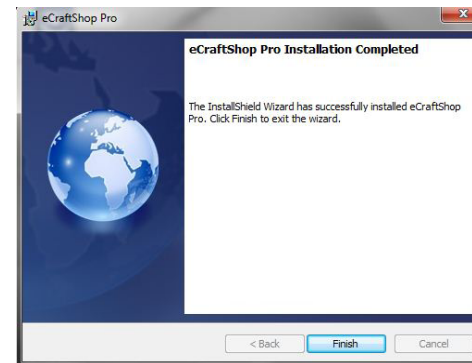 eCraftShop Pro
eCraftShop Pro Installation Completed
The InstallShield Wizard has successfully installed eCraftShop
Pro. Click Finish to exit the wizard.
< Back
Finish
Cancel